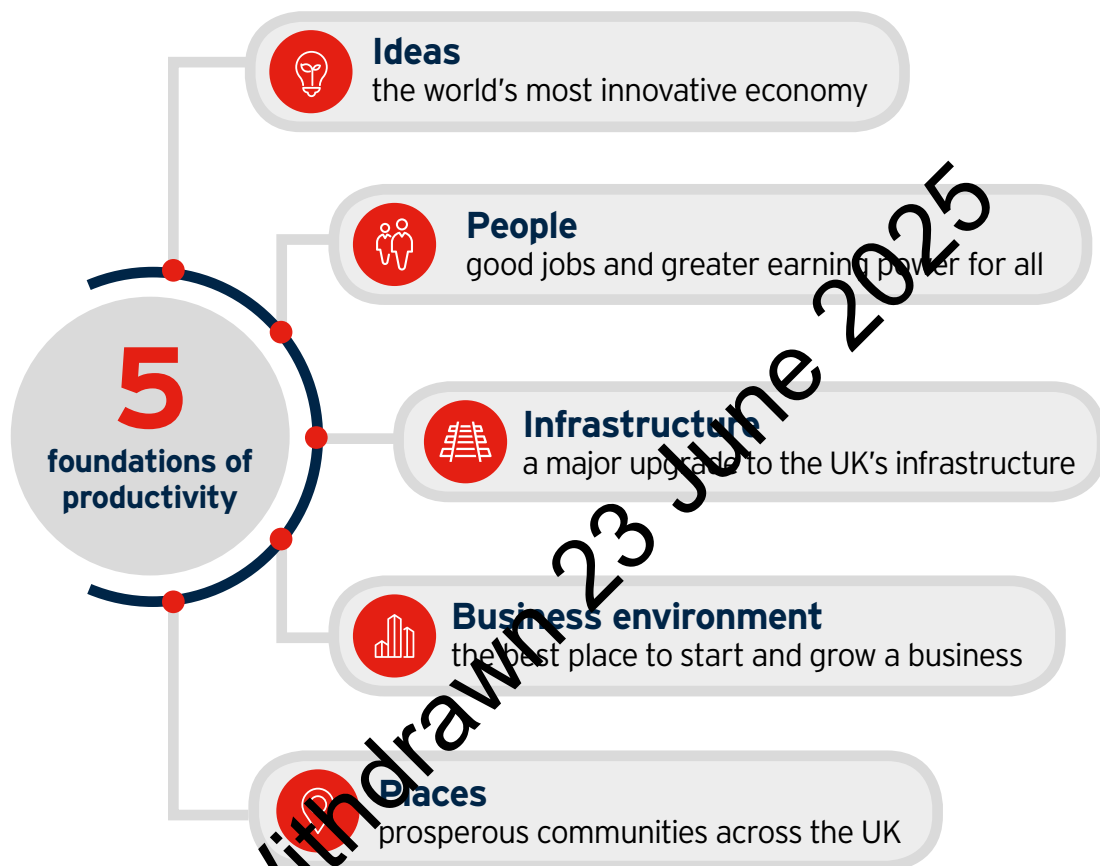 Ideas
the world's most innovative economy
People
good jobs and greater earning power for all
5
foundations of
productivity
Infrastructure
a major upgrade to the UK's infrastructure
Business environment
the best place to start and grow a business
Places
prosperous communities across the UK
Withdrawn 23 June 2025